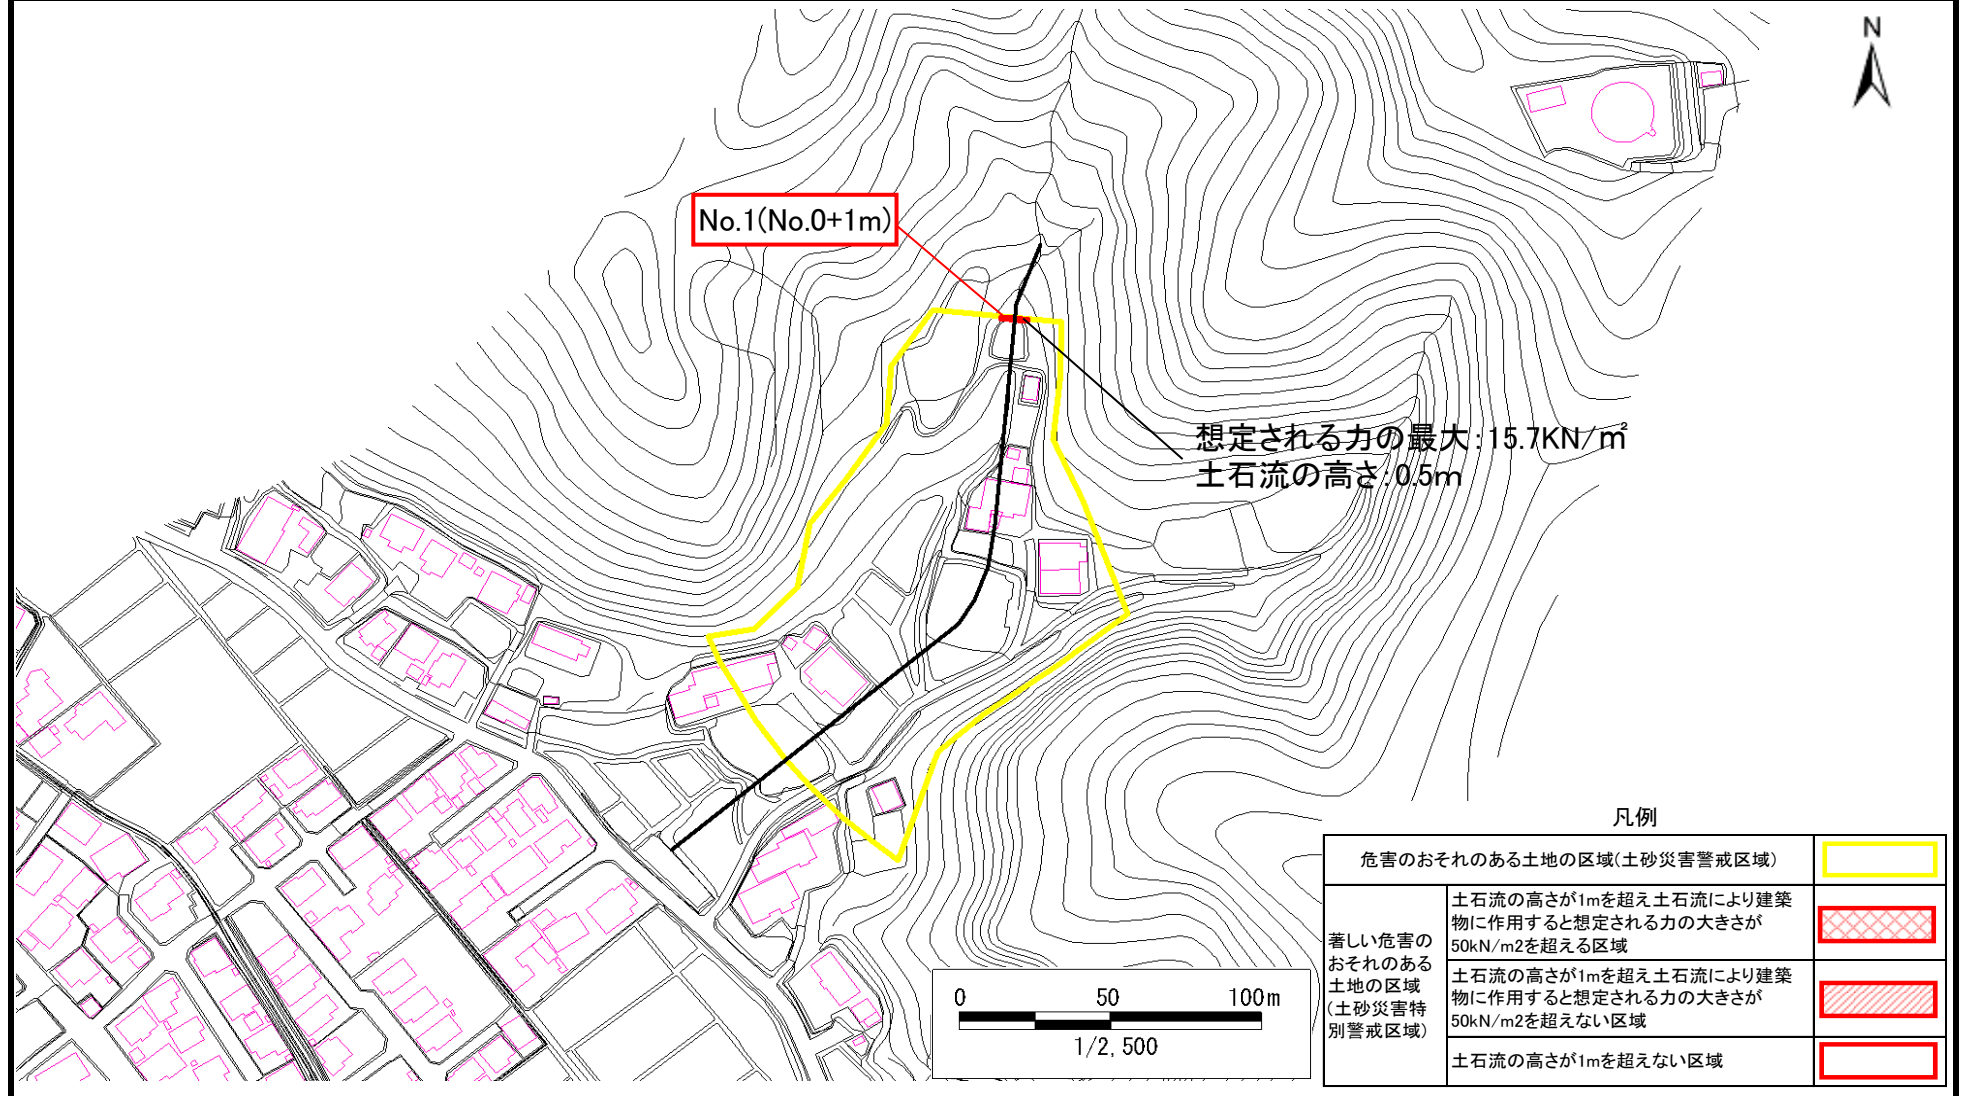 N
No.1(No.0+1m)
想定される力の最大:15.7KN/㎡
土石流の高さ:0.5m
凡例
危害のおそれのある土地の区域(土砂災害警戒区域)
著しい危害の
おそれのある
土地の区域
(土砂災害特
別警戒区域)
土石流の高さが1mを超え土石流により建築
物に作用すると想定される力の大きさが
50kN/m2を超える区域
土石流の高さが1mを超え土石流により建築
物に作用すると想定される力の大きさが
50kN/m2を超えない区域
土石流の高さが1mを超えない区域
0 50 100m
1/2,500